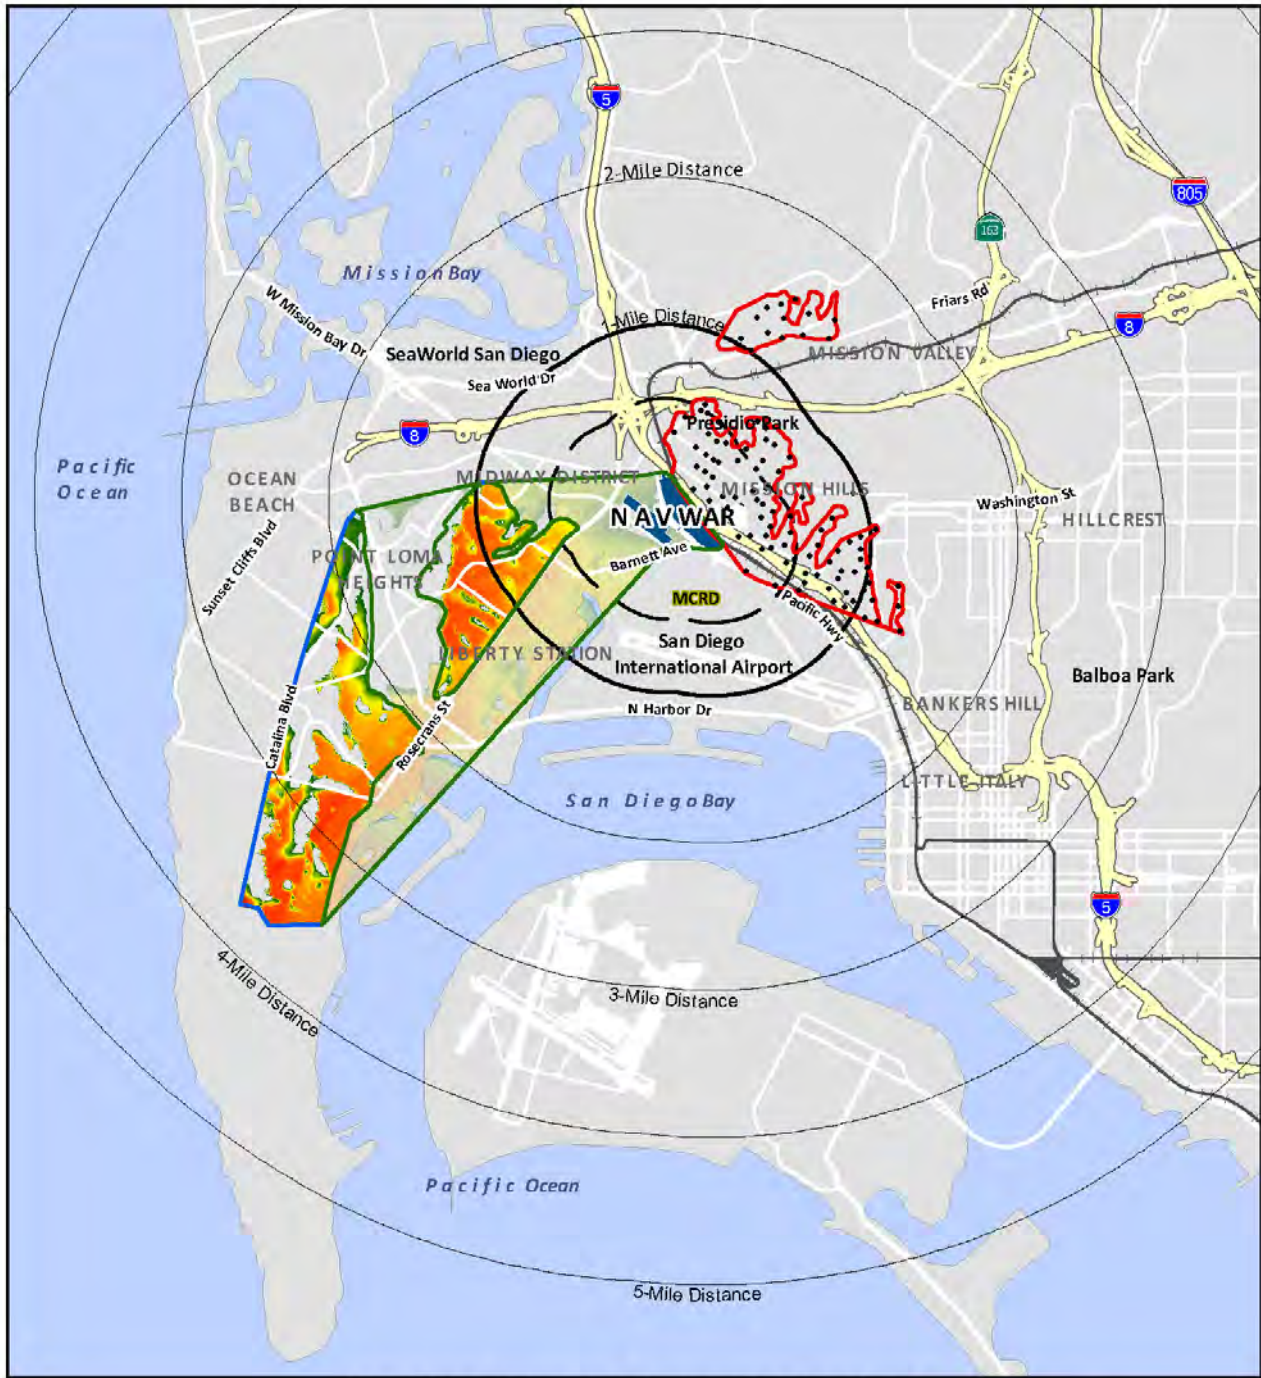 5
2-Mile Distance
805
163
Mission Bay
Friars Rd
W Mission Bay Dr
1-Mile Distance
8
SeaWorld San Diego
MISSION VALLEY
Sea World Dr
8
Presidio Park
Pacific
Ocean
OCEAN
BEACH
MIDWAY DISTRICT
MISSION HILLS
Washington St
HILLCREST
NAVWAR
Sunset Cliffs Blvd
POINT LOMA
HEIGHTS
Barnett Ave
MCRD
Pacific Hwy
San Diego
International Airport
LIBERTY STATION
Balboa Park
Catalina Blvd
Rosecrans St
N Harbor Dr
BANKERS HILL
LITTLE ITALY
San Diego Bay
5
4-Mile Distance
3-Mile Distance
Pacific Ocean
5-Mile Distance